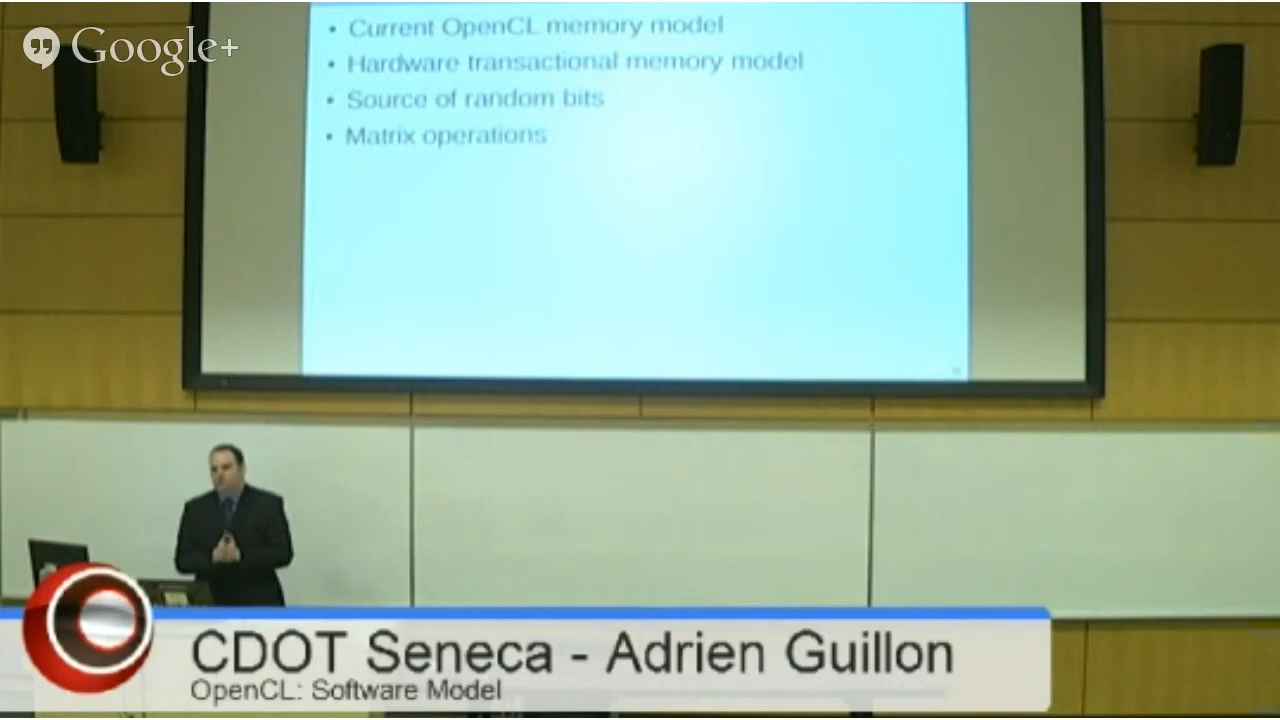 Google+
• Current OpenCL memory model
• Hardware transactional memory model
• Source of random bits
• Matrix operations
CDOT Seneca - Adrien Guillon
OpenCL: Software Model